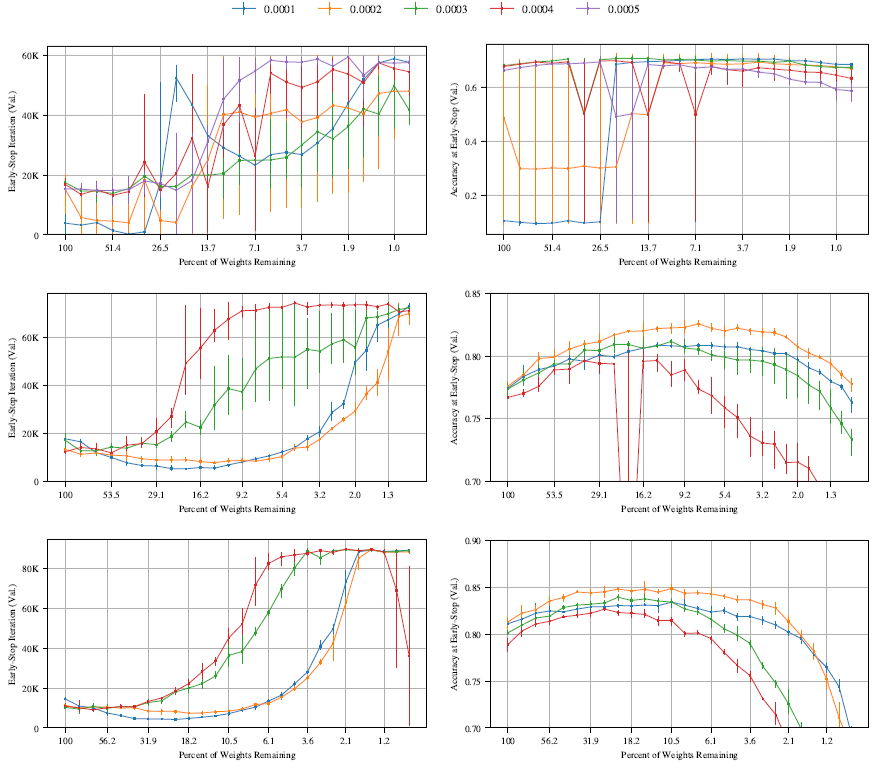 0.0001 0.0002 0.0003 0.0004 0.0005
Early-Stop Iteration (Val.)
60K
40K
20K
0
100 51.4 26.5 13.7 7.1 3.7 1.9 1.0
Percent of Weights Remaining
Accuracy at Early-Stop (Val.)
0.6
0.4
0.2
100 51.4 26.5 13.7 7.1 3.7 1.9 1.0
Percent of Weights Remaining
Early-Stop Iteration (Val.)
60K
40K
20K
0
100 53.5 29.1 16.2 9.2 5.4 3.2 2.0 1.3
Percent of Weights Remaining
Accuracy at Early-Stop (Val.)
0.85
0.80
0.75
0.70
100 53.5 29.1 16.2 9.2 5.4 3.2 2.0 1.3
Percent of Weights Remaining
Early-Stop Iteration (Val.)
80K
60K
40K
20K
0
100 56.2 31.9 18.2 10.5 6.1 3.6 2.1 1.2
Percent of Weights Remaining
Accuracy at Early-Stop (Val.)
0.90
0.85
0.80
0.75
0.70
100 56.2 31.9 18.2 10.5 6.1 3.6 2.1 1.2
Percent of Weights Remaining